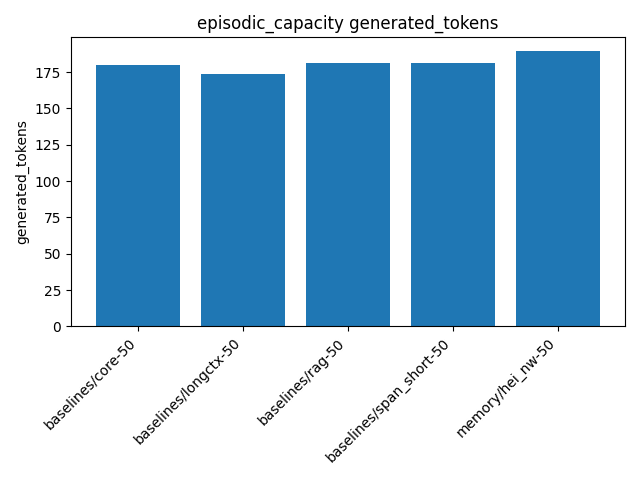 episodic_capacity generated_tokens
generated_tokens
175
150
125
100
75
50
25
0
baselines/core-50
baselines/longctx-50
baselines/rag-50
baselines/span_short-50
memory/hei_nw-50